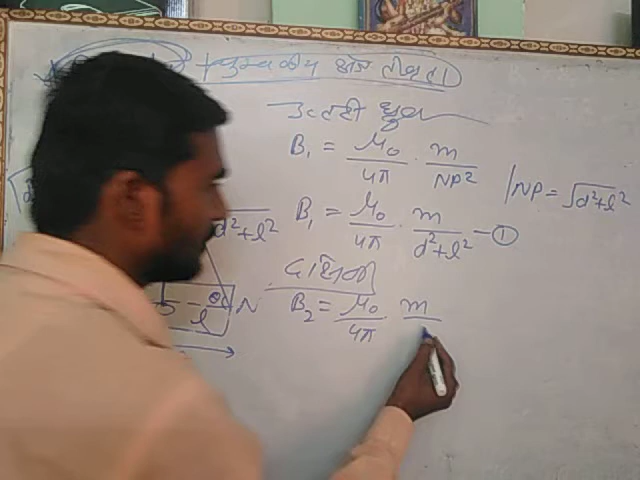 चुम्बकीय क्षेत्र तीव्रता
उत्तरी ध्रुव
B₁ = μ₀/4π · m/NP²
NP = √d²+l²
B₁ = μ₀/4π · m/d²+l² — ①
d²+l²
B₂ = μ₀/4π · m/
l N